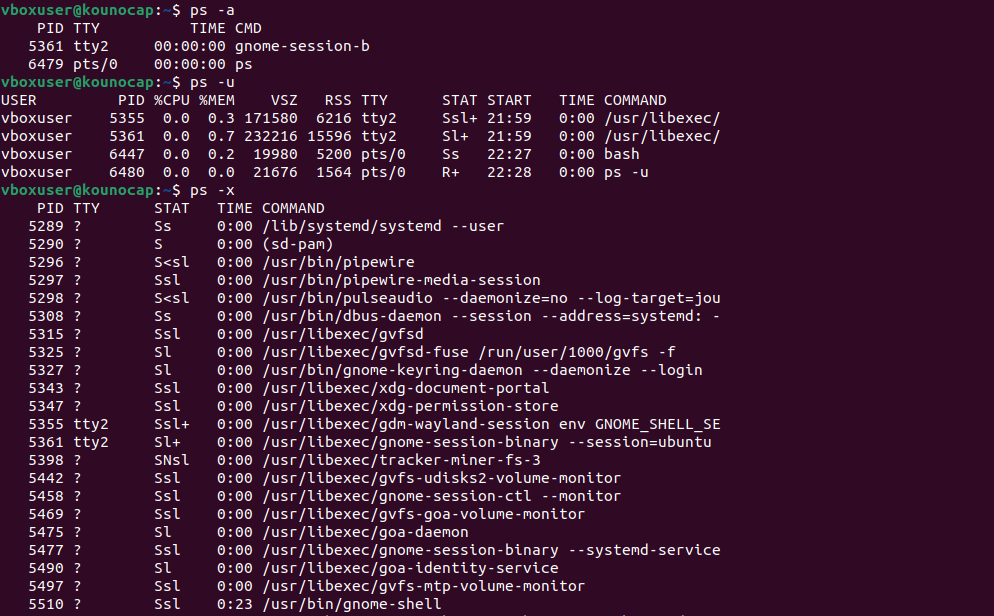 vboxuser@kounocap:~$ ps -a
    PID TTY          TIME CMD
   5361 tty2     00:00:00 gnome-session-b
   6479 pts/0    00:00:00 ps
vboxuser@kounocap:~$ ps -u
USER         PID %CPU %MEM    VSZ   RSS TTY      STAT START   TIME COMMAND
vboxuser    5355  0.0  0.3 171580  6216 tty2     Ssl+ 21:59   0:00 /usr/libexec/
vboxuser    5361  0.0  0.7 232216 15596 tty2     Sl+  21:59   0:00 /usr/libexec/
vboxuser    6447  0.0  0.2  19980  5200 pts/0    Ss   22:27   0:00 bash
vboxuser    6480  0.0  0.0  21676  1564 pts/0    R+   22:28   0:00 ps -u
vboxuser@kounocap:~$ ps -x
    PID TTY      STAT   TIME COMMAND
   5289 ?        Ss     0:00 /lib/systemd/systemd --user
   5290 ?        S      0:00 (sd-pam)
   5296 ?        S<sl   0:00 /usr/bin/pipewire
   5297 ?        Ssl    0:00 /usr/bin/pipewire-media-session
   5298 ?        S<sl   0:00 /usr/bin/pulseaudio --daemonize=no --log-target=jou
   5308 ?        Ss     0:00 /usr/bin/dbus-daemon --session --address=systemd: -
   5315 ?        Ssl    0:00 /usr/libexec/gvfsd
   5325 ?        Sl     0:00 /usr/libexec/gvfsd-fuse /run/user/1000/gvfs -f
   5327 ?        Sl     0:00 /usr/bin/gnome-keyring-daemon --daemonize --login
   5343 ?        Ssl    0:00 /usr/libexec/xdg-document-portal
   5347 ?        Ssl    0:00 /usr/libexec/xdg-permission-store
   5355 tty2     Ssl+   0:00 /usr/libexec/gdm-wayland-session env GNOME_SHELL_SE
   5361 tty2     Sl+    0:00 /usr/libexec/gnome-session-binary --session=ubuntu
   5398 ?        SNsl   0:00 /usr/libexec/tracker-miner-fs-3
   5442 ?        Ssl    0:00 /usr/libexec/gvfs-udisks2-volume-monitor
   5458 ?        Ssl    0:00 /usr/libexec/gnome-session-ctl --monitor
   5469 ?        Ssl    0:00 /usr/libexec/gvfs-goa-volume-monitor
   5475 ?        Sl     0:00 /usr/libexec/goa-daemon
   5477 ?        Ssl    0:00 /usr/libexec/gnome-session-binary --systemd-service
   5490 ?        Sl     0:00 /usr/libexec/goa-identity-service
   5497 ?        Ssl    0:00 /usr/libexec/gvfs-mtp-volume-monitor
   5510 ?        Ssl    0:23 /usr/bin/gnome-shell